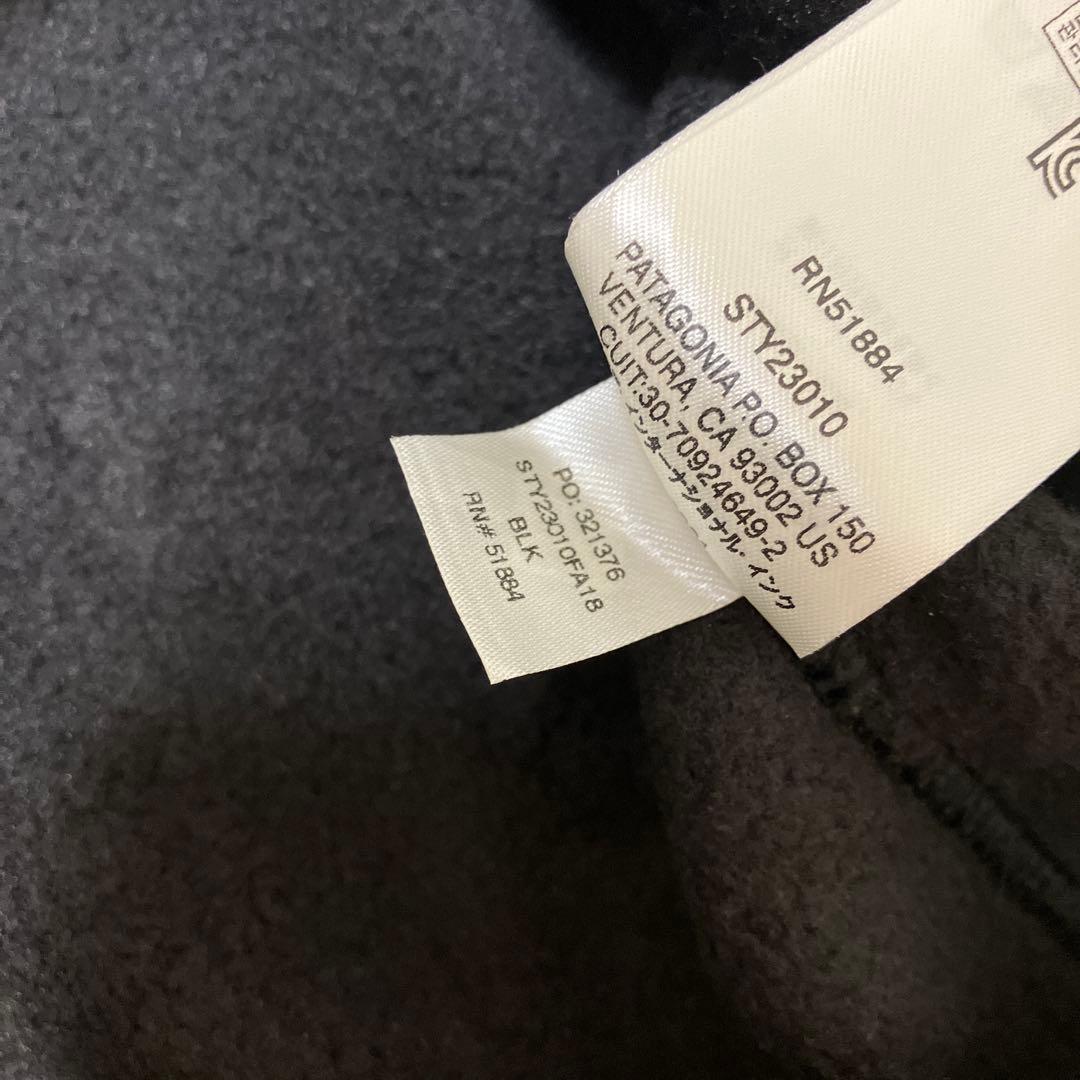 RN51884
STY23010
PATAGONIA P.O. BOX 150
VENTURA, CA 93002 US
CUIT:30-70924649-2
インターナショナル・インク
PO: 321376
STY23010FA18
BLK
RN# 51884